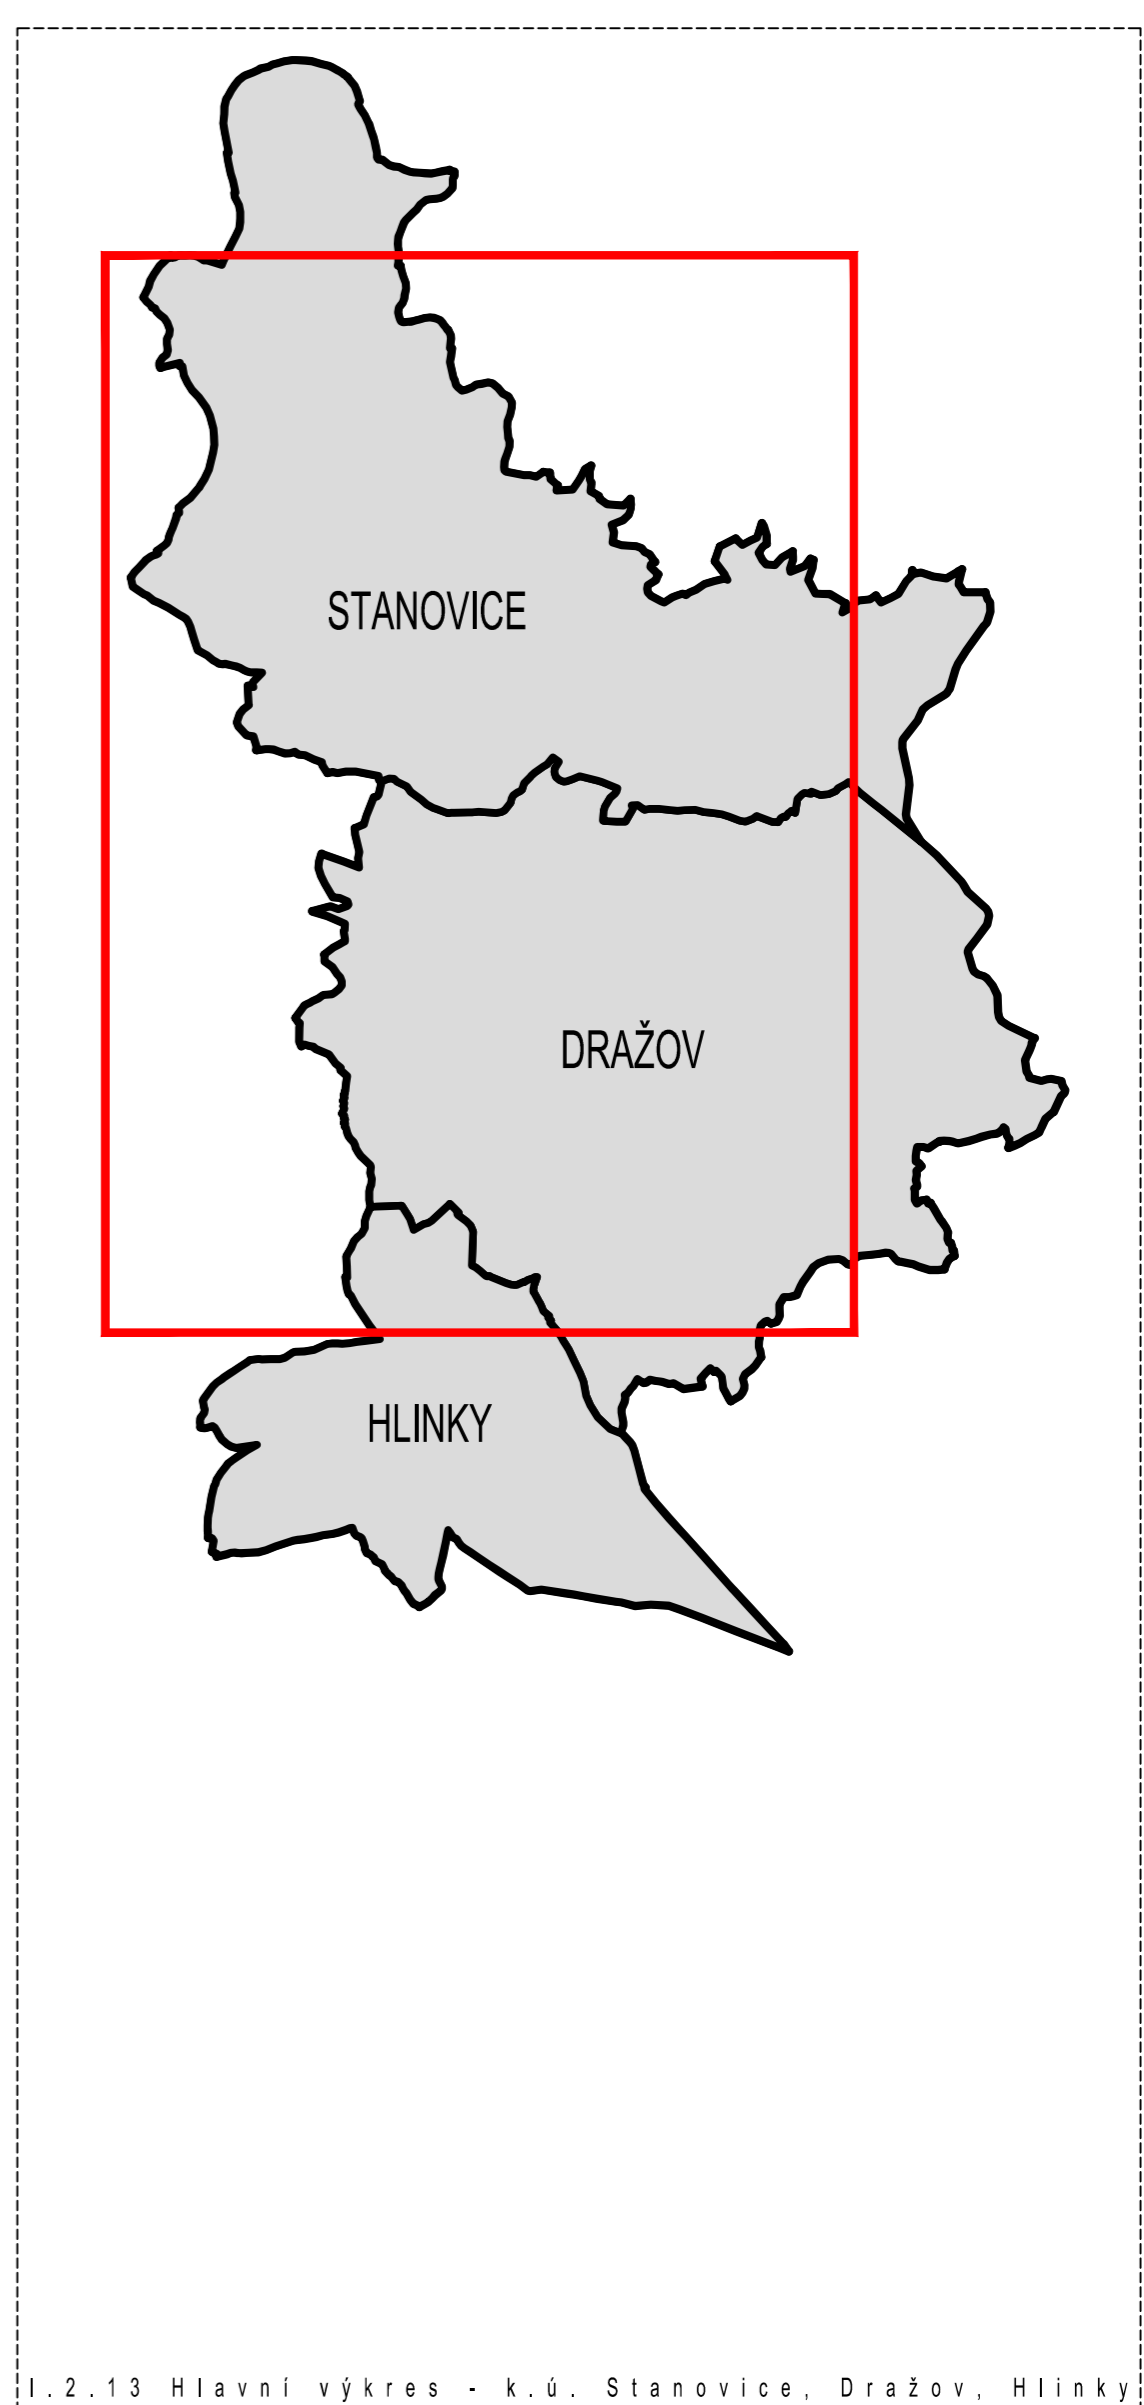 STANOVICE
DRAŽOV
HLINKY
I.2.13 Hlavní výkres - k.ú. Stanovice, Dražov, Hlinky